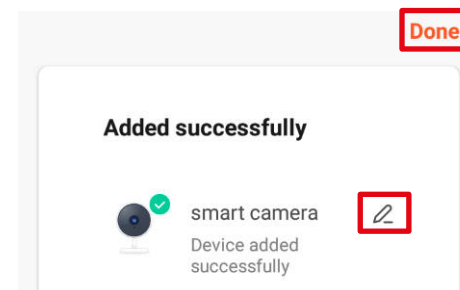 Done
Added successfully
smart camera
Device added
successfully